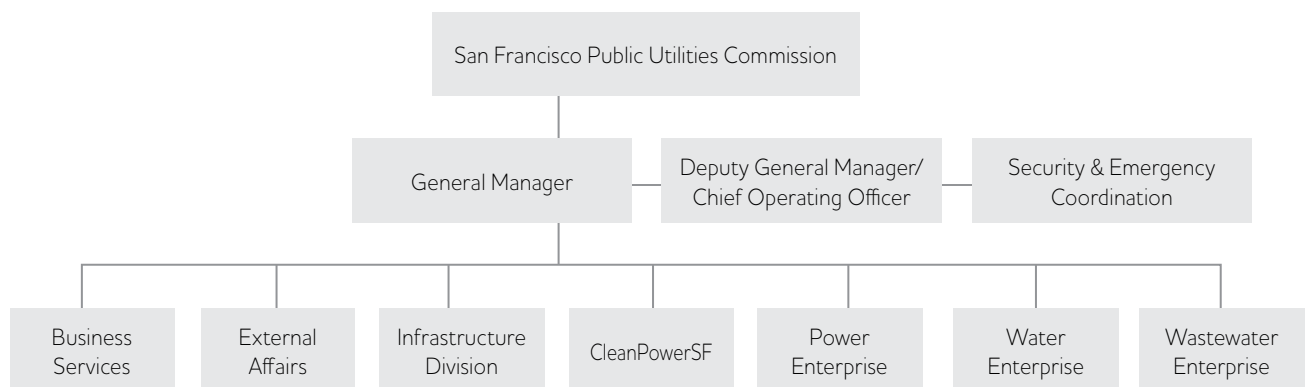 San Francisco Public Utilities Commission
General Manager
Deputy General Manager/
Chief Operating Officer
Security & Emergency
Coordination
Business
Services
External
Affairs
Infrastructure
Division
CleanPowerSF
Power
Enterprise
Water
Enterprise
Wastewater
Enterprise